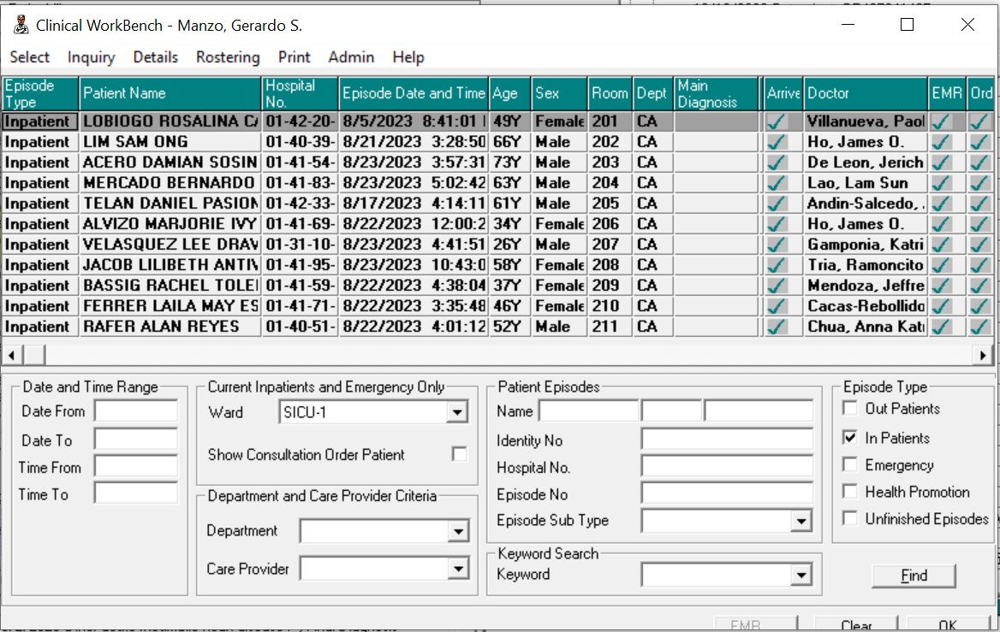 Clinical WorkBench - Manzo, Gerardo S.
Select Inquiry Details Rostering Print Admin Help
Episode Type Patient Name Hospital No. Episode Date and Time Age Sex Room Dept Main Diagnosis Arrive Doctor EMR Ord
Inpatient LOBIOGO ROSALINA CA 01-42-20- 8/5/2023 8:41:01 49Y Female 201 CA Villanueva, Paol
Inpatient LIM SAM ONG 01-40-39- 8/21/2023 3:28:50 66Y Male 202 CA Ho, James O.
Inpatient ACERO DAMIAN SOSIN 01-41-54- 8/23/2023 3:57:31 73Y Male 203 CA De Leon, Jerich
Inpatient MERCADO BERNARDO 01-41-83- 8/23/2023 5:02:42 63Y Male 204 CA Lao, Lam Sun
Inpatient TELAN DANIEL PASION 01-42-33- 8/17/2023 4:14:11 61Y Male 205 CA Andin-Salcedo,
Inpatient ALVIZO MARJORIE IVY 01-41-69- 8/22/2023 12:00:2 34Y Female 206 CA Ho, James O.
Inpatient VELASQUEZ LEE DRAV 01-31-10- 8/23/2023 4:41:51 26Y Male 207 CA Gamponia, Katri
Inpatient JACOB LILIBETH ANTIV 01-41-95- 8/23/2023 10:43:0 58Y Female 208 CA Tria, Ramoncito
Inpatient BASSIG RACHEL TOLEI 01-41-59- 8/22/2023 4:38:04 37Y Female 209 CA Mendoza, Jeffre
Inpatient FERRER LAILA MAY ES 01-41-71- 8/22/2023 3:35:48 46Y Female 210 CA Cacas-Rebollido
Inpatient RAFER ALAN REYES 01-40-51- 8/22/2023 4:01:12 52Y Male 211 CA Chua, Anna Kat
Date and Time Range
Date From
Date To
Time From
Time To
Current Inpatients and Emergency Only
Ward SICU-1
Show Consultation Order Patient
Department and Care Provider Criteria
Department
Care Provider
Patient Episodes
Name
Identity No
Hospital No.
Episode No
Episode Sub Type
Keyword Search
Keyword
Episode Type
Out Patients
In Patients
Emergency
Health Promotion
Unfinished Episodes
Find
EMR Clear OK